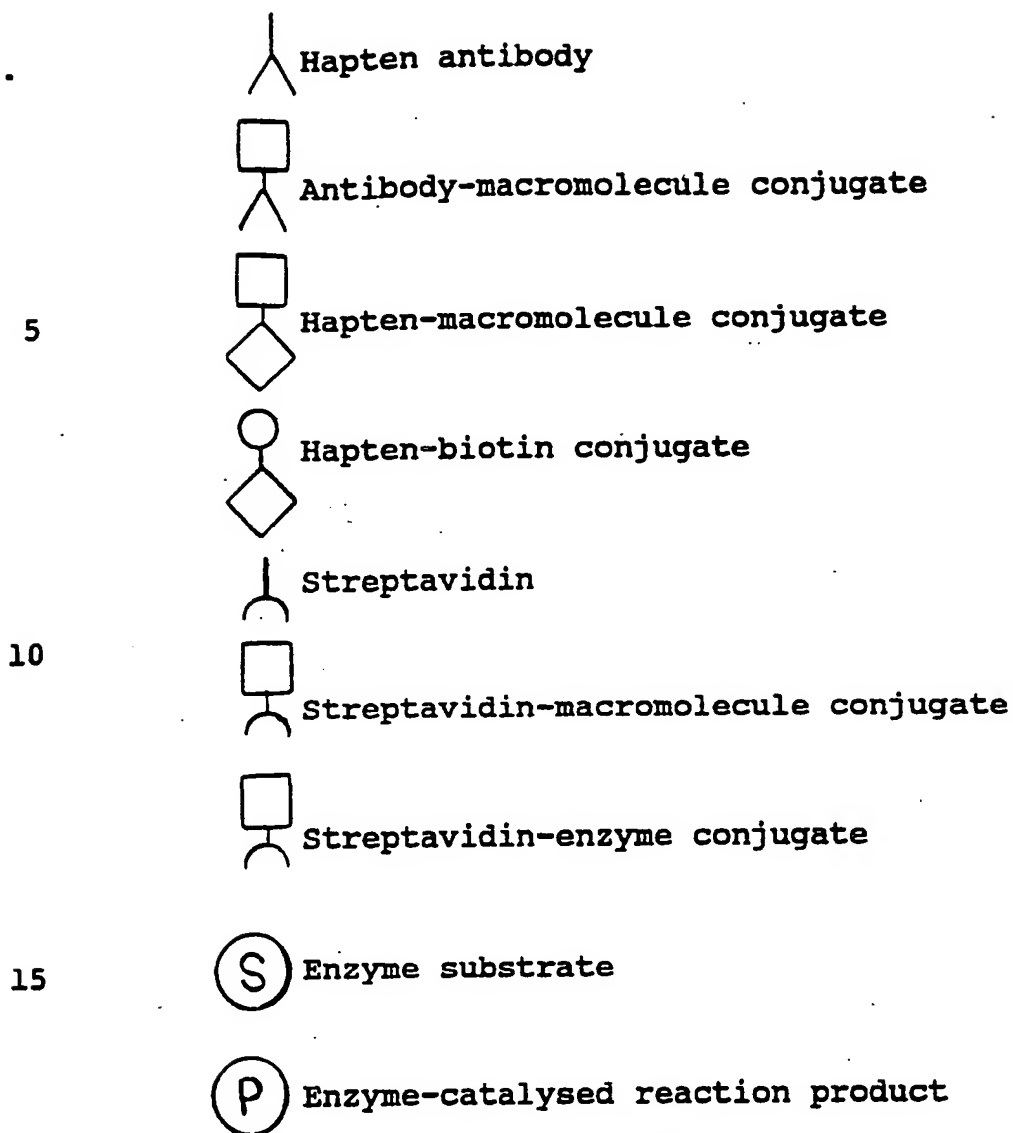 Hapten antibody
Antibody-macromolecule conjugate
5 Hapten-macromolecule conjugate
Hapten-biotin conjugate
Streptavidin
10
Streptavidin-macromolecule conjugate
Streptavidin-enzyme conjugate
15 S Enzyme substrate
P Enzyme-catalysed reaction product